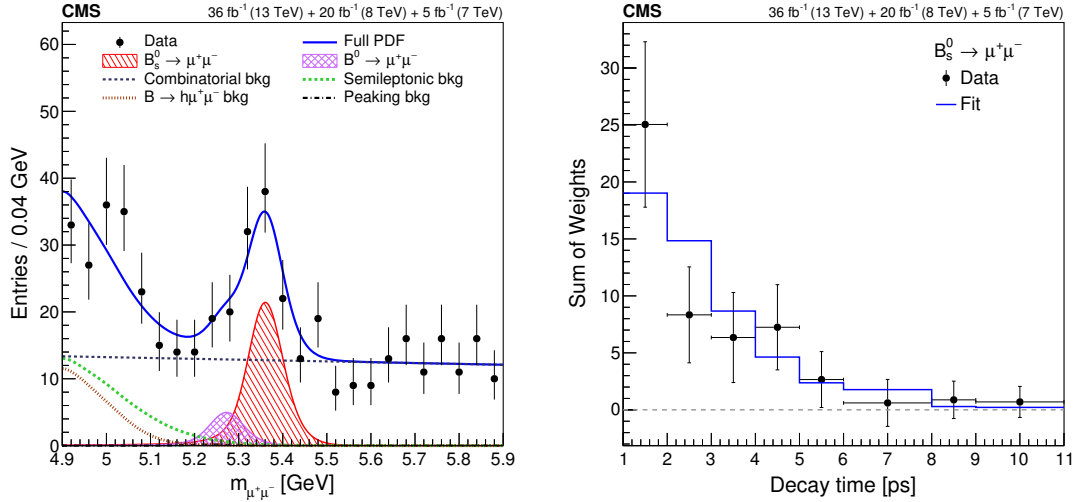 CMS 36 fb⁻¹ (13 TeV) + 20 fb⁻¹ (8 TeV) + 5 fb⁻¹ (7 TeV)
Entries / 0.04 GeV
60
50
40
30
20
10
0
Data
Full PDF
B⁰ₛ → μ⁺μ⁻
B⁰ → μ⁺μ⁻
Combinatorial bkg
Semileptonic bkg
B → hμ⁺μ⁻ bkg
Peaking bkg
4.9 5 5.1 5.2 5.3 5.4 5.5 5.6 5.7 5.8 5.9
m_μ⁺μ⁻ [GeV]
CMS 36 fb⁻¹ (13 TeV) + 20 fb⁻¹ (8 TeV) + 5 fb⁻¹ (7 TeV)
Sum of Weights
30
25
20
15
10
5
0
B⁰ₛ → μ⁺μ⁻
Data
Fit
1 2 3 4 5 6 7 8 9 10 11
Decay time [ps]